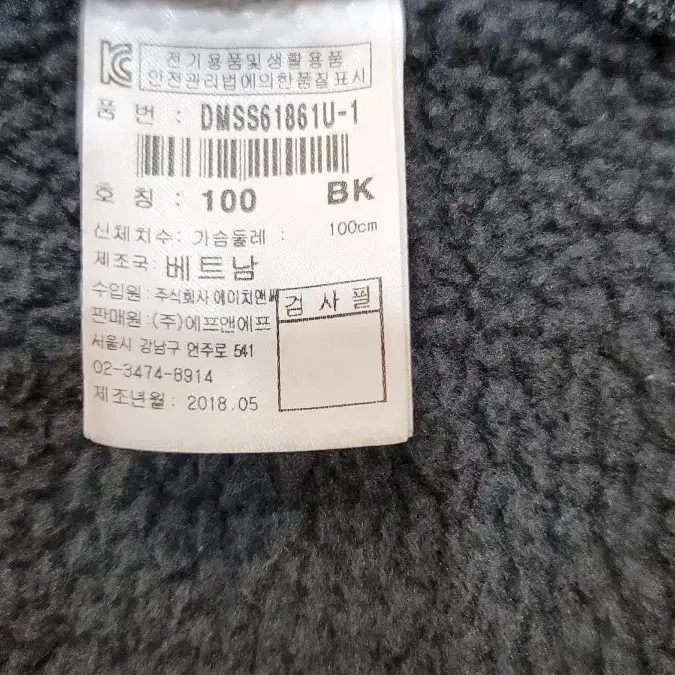 전기용품및생활용품
안전관리법에의한품질표시
품 번 : DMSS61861U-1
호 칭 : 100 BK
신체치수: 가슴둘레 : 100cm
제조국: 베트남
수입원 : 주식회사 에이치앤써
검 사 필
판매원 : (주)에프앤에프
서울시 강남구 언주로 541
02-3474-8914
제조년월 : 2018.05